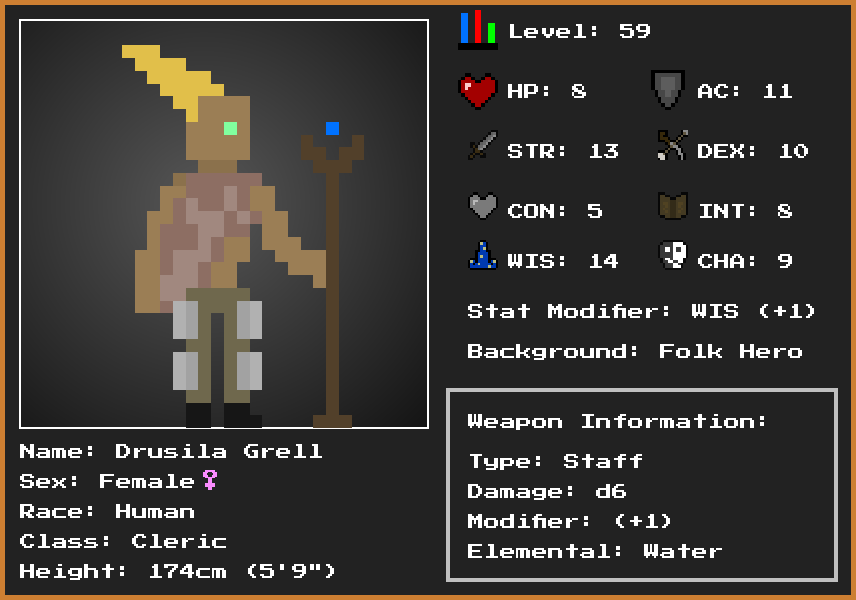 Level: 59
HP: 8
AC: 11
STR: 13
DEX: 10
CON: 5
INT: 8
WIS: 14
CHA: 9
Stat Modifier: WIS (+1)
Background: Folk Hero
Weapon Information:
Type: Staff
Damage: d6
Modifier: (+1)
Elemental: Water
Name: Drusila Grell
Sex: Female♀
Race: Human
Class: Cleric
Height: 174cm (5'9")